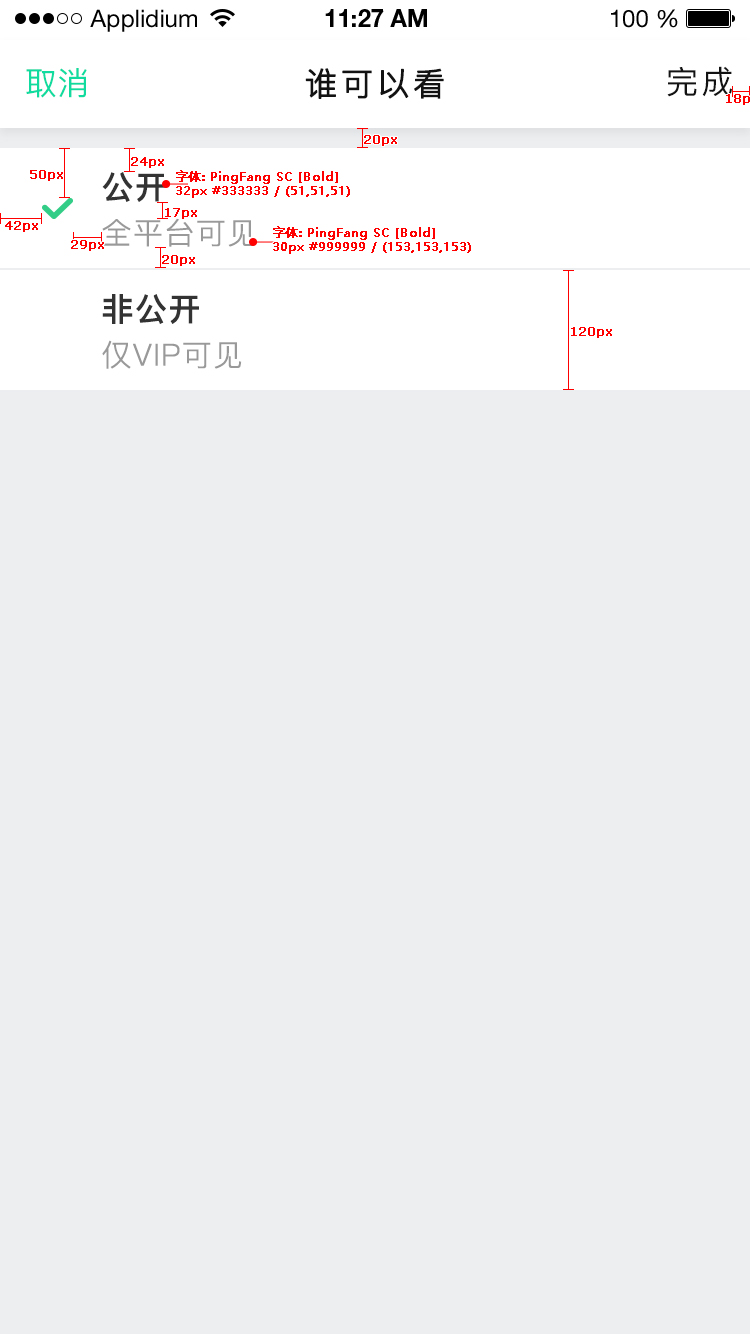 Applidium 11:27 AM 100 %
取消 谁可以看 完成
18p
20px
24px
50px
公开
字体: PingFang SC [Bold]
32px #333333 / (51,51,51)
17px
42px
全平台可见
字体: PingFang SC [Bold]
30px #999999 / (153,153,153)
29px
20px
非公开
120px
仅VIP可见